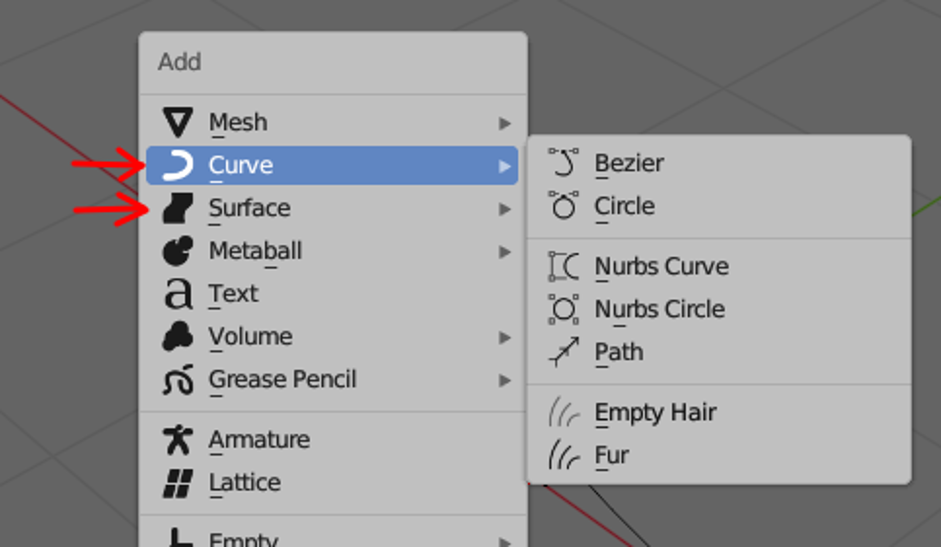 Add
Mesh
Curve
Surface
Metaball
Text
Volume
Grease Pencil
Armature
Lattice
Empty
Bezier
Circle
Nurbs Curve
Nurbs Circle
Path
Empty Hair
Fur